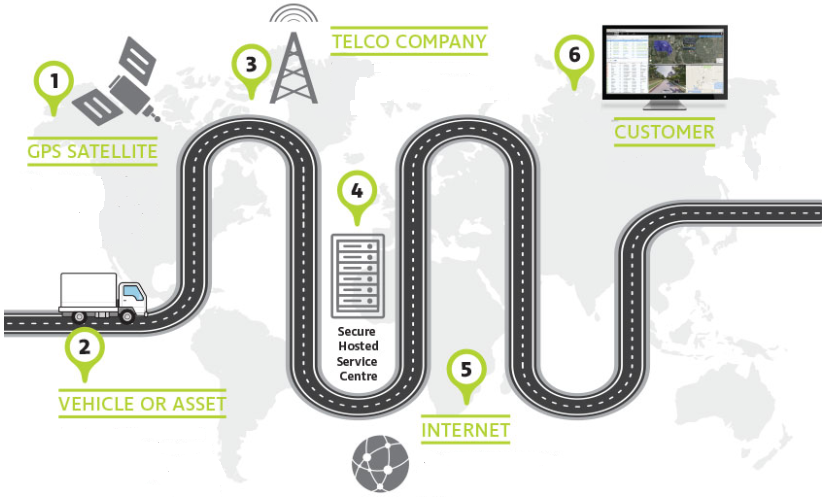 1
GPS SATELLITE
2
VEHICLE OR ASSET
3
TELCO COMPANY
4
Secure
Hosted
Service
Centre
5
INTERNET
6
CUSTOMER